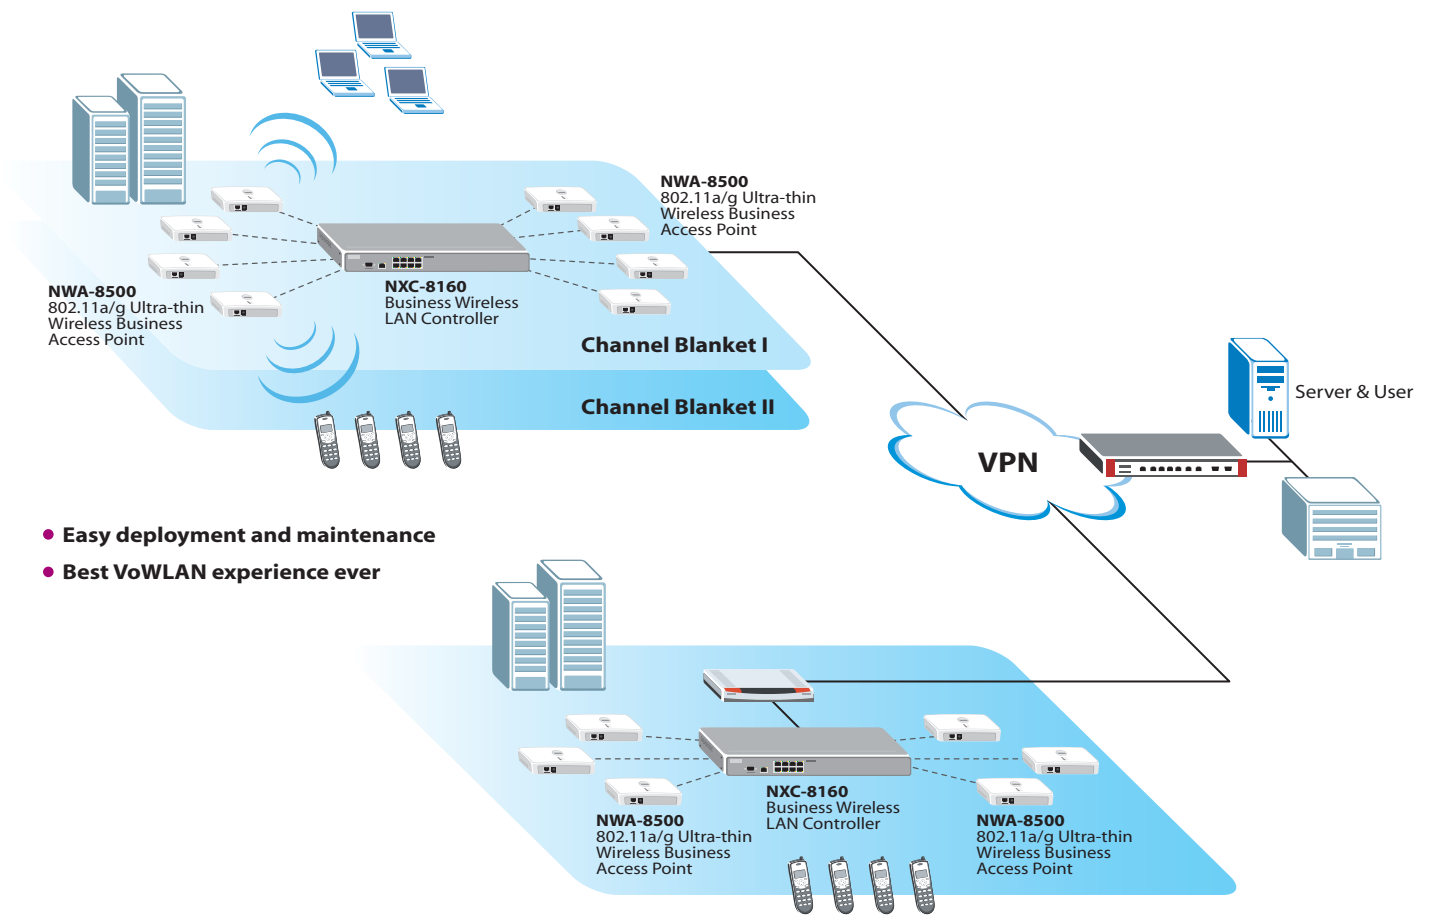 NWA-8500
802.11a/g Ultra-thin
Wireless Business
Access Point
NWA-8500
802.11a/g Ultra-thin
Wireless Business
Access Point
NXC-8160
Business Wireless
LAN Controller
Channel Blanket I
Channel Blanket II
Server & User
VPN
Easy deployment and maintenance
Best VoWLAN experience ever
NXC-8160
Business Wireless
LAN Controller
NWA-8500
802.11a/g Ultra-thin
Wireless Business
Access Point
NWA-8500
802.11a/g Ultra-thin
Wireless Business
Access Point